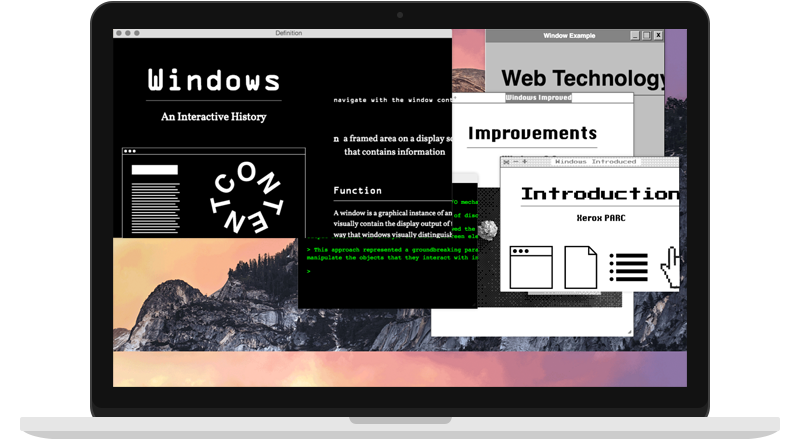 Definition
Windows
An Interactive History
CONTENT
navigate with the window
n a framed area on a display
that contains information
Function
A window is a graphical instance of an
visually contain the display output of
way that windows visually
> This approach represented a groundbreaking
manipulate the objects that they interact with
>
Window Example
Web Technology
Windows Improved
Improvements
Windows Introduced
Introduction
Xerox PARC